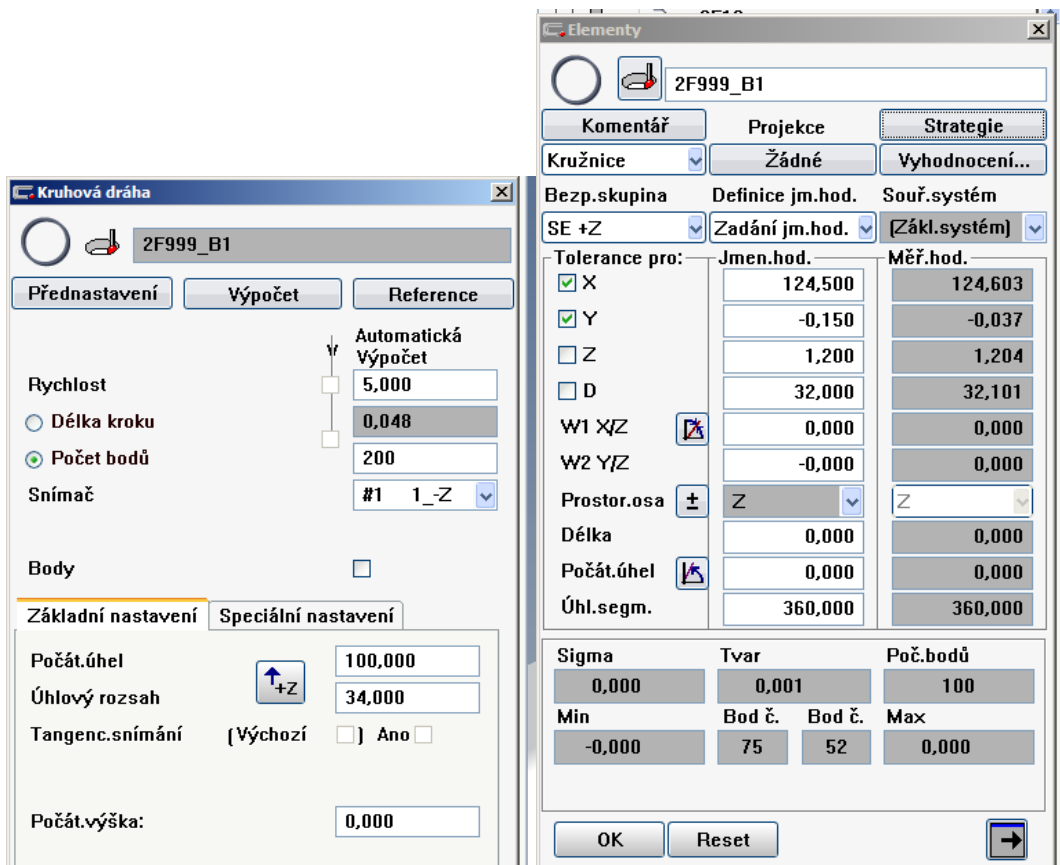 Kruhová dráha
2F999_B1
Přednastavení Výpočet Reference
Automatická
Výpočet
Rychlost 5,000
Délka kroku 0,048
Počet bodů 200
Snímač #1 1_-Z
Body
Základní nastavení Speciální nastavení
Počát.úhel 100,000
+Z
Úhlový rozsah 34,000
Tangenc.snímání (Výchozí ) Ano
Počát.výška: 0,000
Elementy
2F999_B1
Komentář Projekce Strategie
Kružnice Žádné Vyhodnocení...
Bezp.skupina Definice jm.hod. Souř.systém
SE +Z Zadání jm.hod. (Zákl.systém)
Tolerance pro: Jmen.hod. Měř.hod.
X 124,500 124,603
Y -0,150 -0,037
Z 1,200 1,204
D 32,000 32,101
W1 X/Z 0,000 0,000
W2 Y/Z -0,000 0,000
Prostor.osa ± Z Z
Délka 0,000 0,000
Počát.úhel 0,000 0,000
Úhl.segm. 360,000 360,000
Sigma Tvar Poč.bodů
0,000 0,001 100
Min Bod č. Bod č. Max
-0,000 75 52 0,000
OK Reset